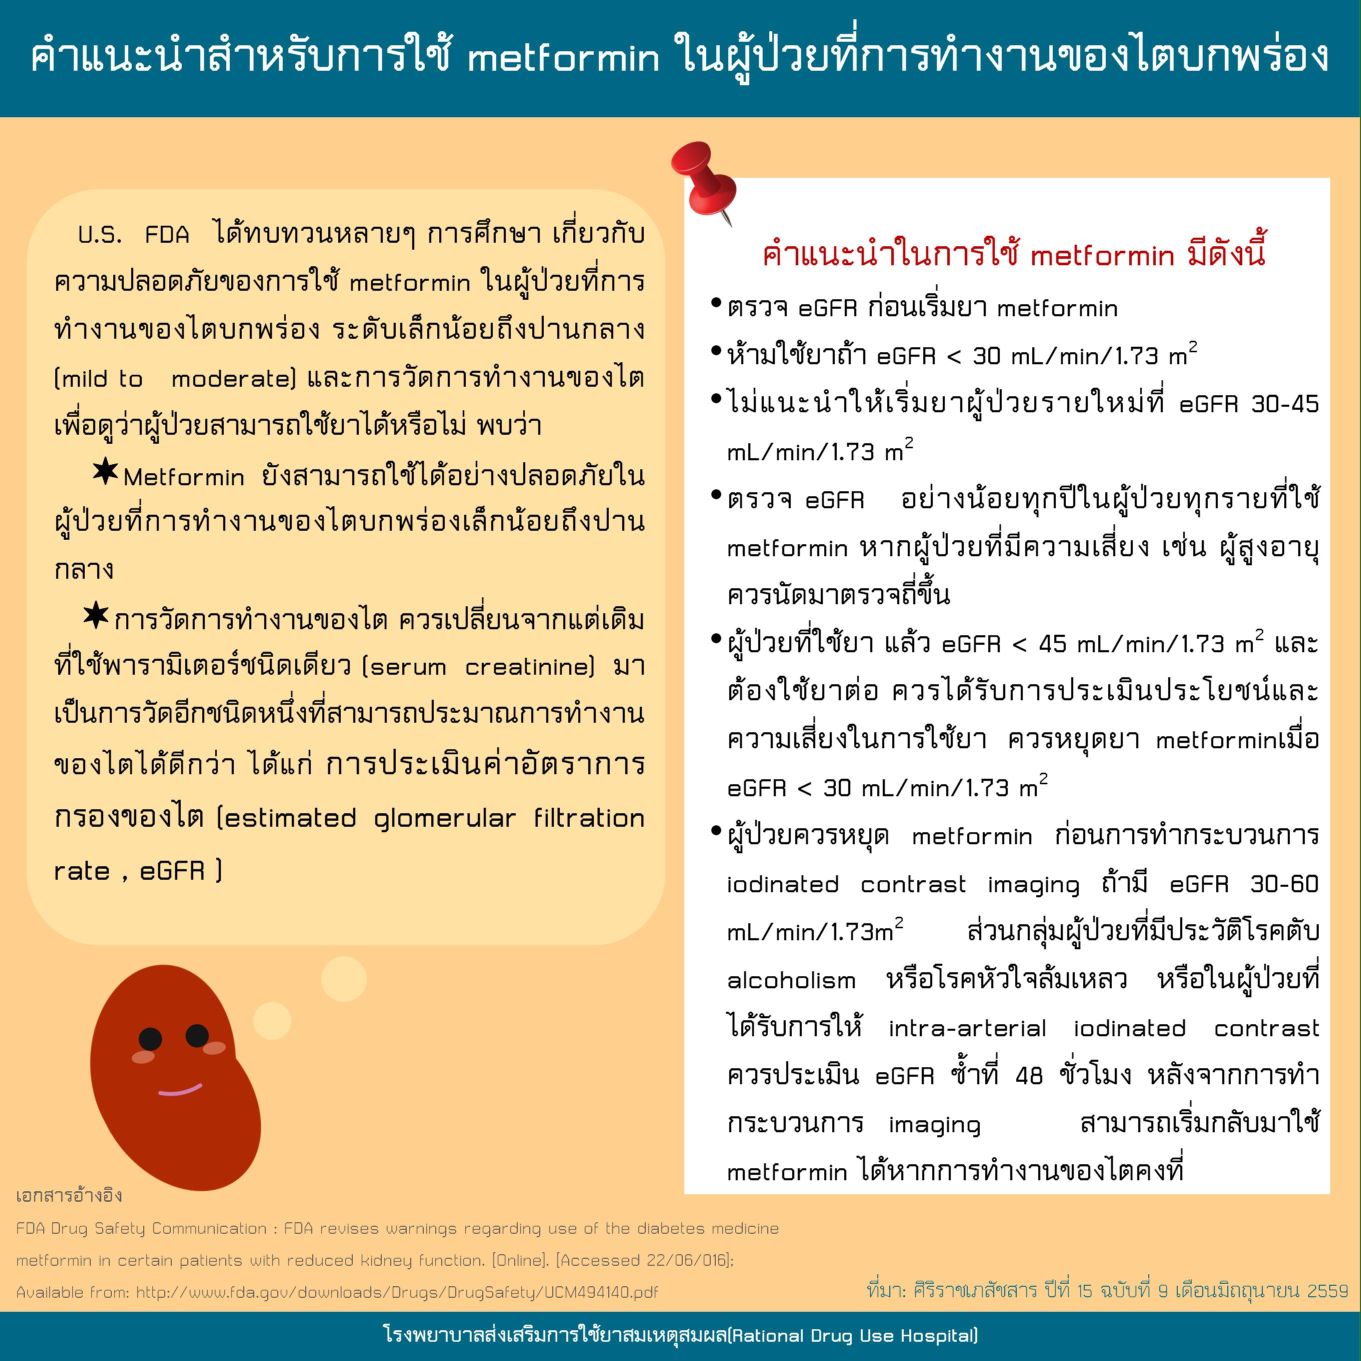 คำแนะนำสำหรับการใช้ metformin ในผู้ป่วยที่การทำงานของไตบกพร่อง
U.S. FDA ได้ทบทวนหลายๆ การศึกษา เกี่ยวกับ
ความปลอดภัยของการใช้ metformin ในผู้ป่วยที่การ
ทำงานของไตบกพร่อง ระดับเล็กน้อยถึงปานกลาง
(mild to moderate) และการวัดการทำงานของไต
เพื่อดูว่าผู้ป่วยสามารถใช้ยาได้หรือไม่ พบว่า
✶Metformin ยังสามารถใช้ได้อย่างปลอดภัยใน
ผู้ป่วยที่การทำงานของไตบกพร่องเล็กน้อยถึงปาน
กลาง
✶การวัดการทำงานของไต ควรเปลี่ยนจากแต่เดิม
ที่ใช้พารามิเตอร์ชนิดเดียว (serum creatinine) มา
เป็นการวัดอีกชนิดหนึ่งที่สามารถประมาณการทำงาน
ของไตได้ดีกว่า ได้แก่ การประเมินค่าอัตราการ
กรองของไต (estimated glomerular filtration
rate , eGFR )
คำแนะนำในการใช้ metformin มีดังนี้
•ตรวจ eGFR ก่อนเริ่มยา metformin
•ห้ามใช้ยาถ้า eGFR < 30 mL/min/1.73 m²
•ไม่แนะนำให้เริ่มยาผู้ป่วยรายใหม่ที่ eGFR 30-45
mL/min/1.73 m²
•ตรวจ eGFR อย่างน้อยทุกปีในผู้ป่วยทุกรายที่ใช้
metformin หากผู้ป่วยที่มีความเสี่ยง เช่น ผู้สูงอายุ
ควรนัดมาตรวจถี่ขึ้น
•ผู้ป่วยที่ใช้ยา แล้ว eGFR < 45 mL/min/1.73 m² และ
ต้องใช้ยาต่อ ควรได้รับการประเมินประโยชน์และ
ความเสี่ยงในการใช้ยา ควรหยุดยา metforminเมื่อ
eGFR < 30 mL/min/1.73 m²
•ผู้ป่วยควรหยุด metformin ก่อนการทำกระบวนการ
iodinated contrast imaging ถ้ามี eGFR 30-60
mL/min/1.73m² ส่วนกลุ่มผู้ป่วยที่มีประวัติโรคตับ
alcoholism หรือโรคหัวใจล้มเหลว หรือในผู้ป่วยที่
ได้รับการให้ intra-arterial iodinated contrast
ควรประเมิน eGFR ซ้ำที่ 48 ชั่วโมง หลังจากการทำ
กระบวนการ imaging สามารถเริ่มกลับมาใช้
metformin ได้หากการทำงานของไตคงที่
เอกสารอ้างอิง
FDA Drug Safety Communication : FDA revises warnings regarding use of the diabetes medicine
metformin in certain patients with reduced kidney function. [Online]. [Accessed 22/06/016];
Available from: http://www.fda.gov/downloads/Drugs/DrugSafety/UCM494140.pdf
ที่มา: ศิริราชเภสัชสาร ปีที่ 15 ฉบับที่ 9 เดือนมิถุนายน 2559
โรงพยาบาลส่งเสริมการใช้ยาสมเหตุสมผล(Rational Drug Use Hospital)